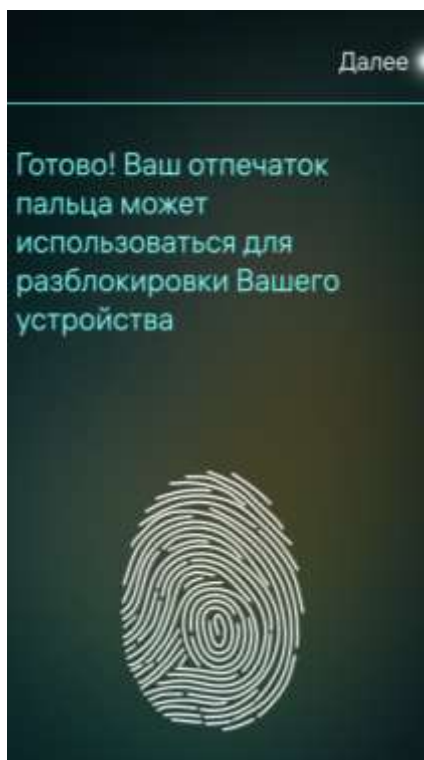 Далее
Готово! Ваш отпечаток
пальца может
использоваться для
разблокировки Вашего
устройства